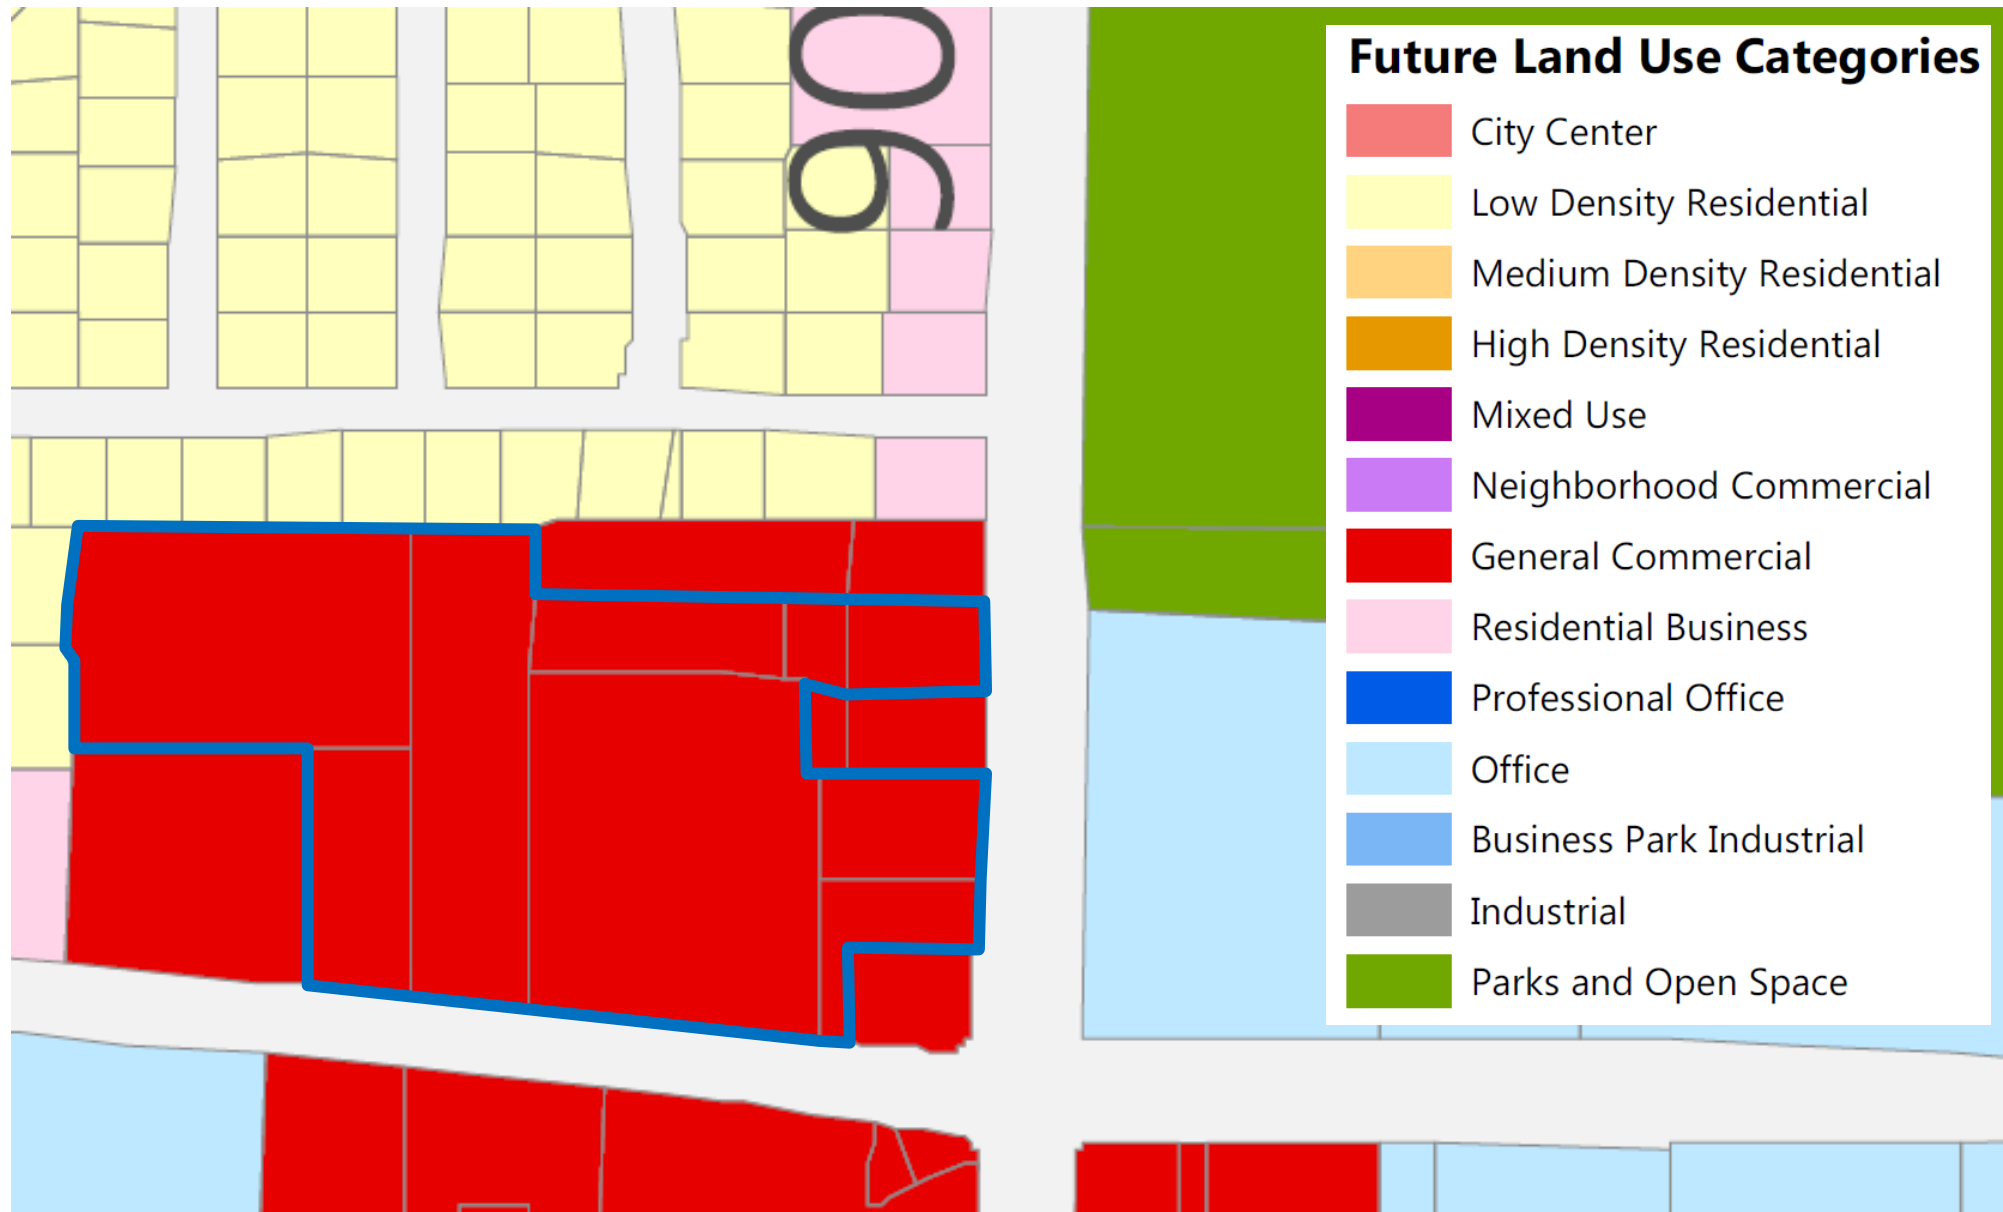 90
Future Land Use Categories
City Center
Low Density Residential
Medium Density Residential
High Density Residential
Mixed Use
Neighborhood Commercial
General Commercial
Residential Business
Professional Office
Office
Business Park Industrial
Industrial
Parks and Open Space